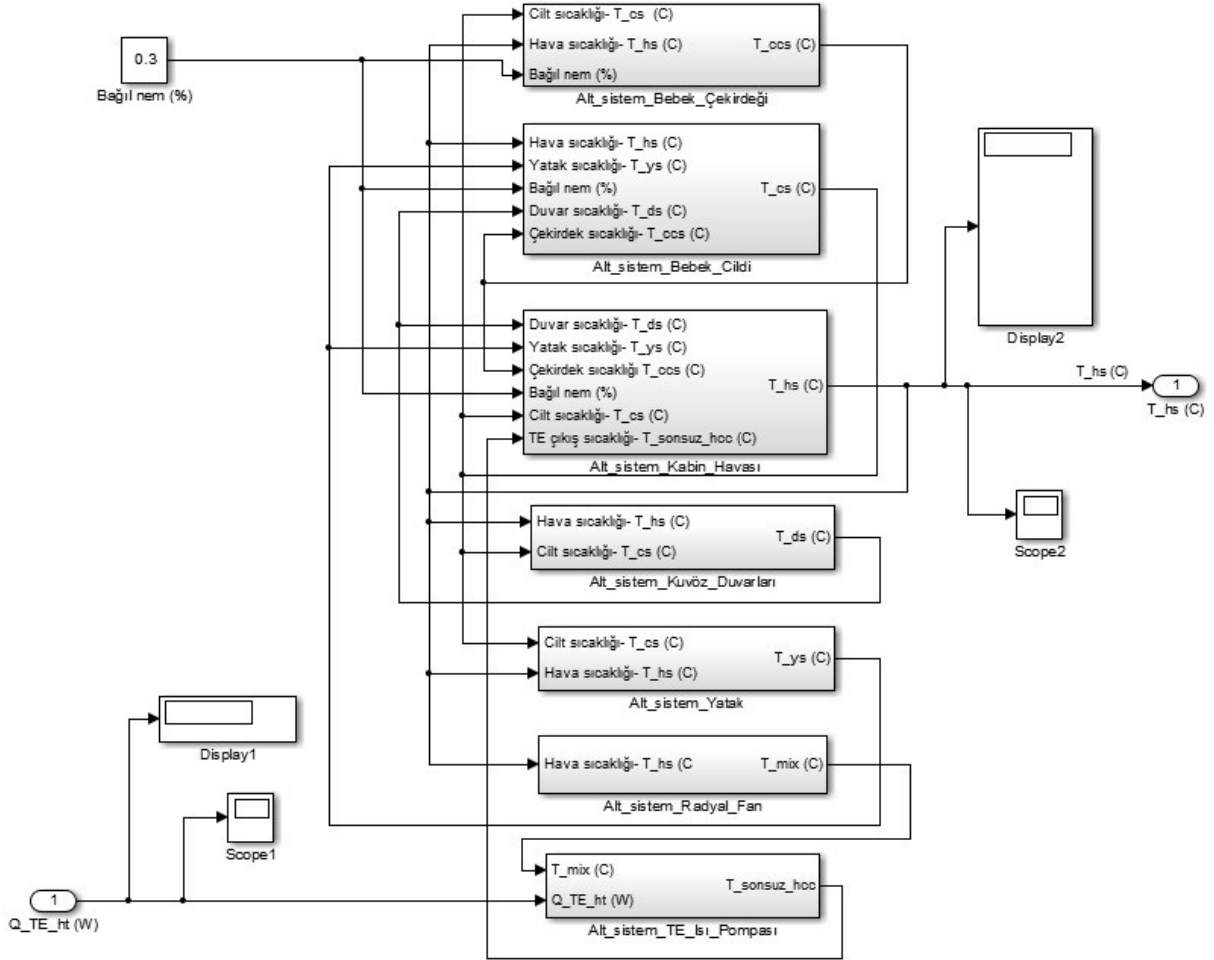 Cilt sıcaklığı- T_cs (C)
Hava sıcaklığı- T_hs (C)
T_ccs (C)
Bağıl nem (%)
Alt_sistem_Bebek_Çekirdeği
0.3
Bağıl nem (%)
Hava sıcaklığı- T_hs (C)
Yatak sıcaklığı- T_ys (C)
Bağıl nem (%)
T_cs (C)
Duvar sıcaklığı- T_ds (C)
Çekirdek sıcaklığı- T_ccs (C)
Alt_sistem_Bebek_Cildi
Display2
Duvar sıcaklığı- T_ds (C)
Yatak sıcaklığı- T_ys (C)
Çekirdek sıcaklığı T_ccs (C)
T_hs (C)
Bağıl nem (%)
Cilt sıcaklığı- T_cs (C)
TE çıkış sıcaklığı- T_sonsuz_hcc (C)
Alt_sistem_Kabin_Havası
T_hs (C)
1
T_hs (C)
Scope2
Hava sıcaklığı- T_hs (C)
T_ds (C)
Cilt sıcaklığı- T_cs (C)
Alt_sistem_Kuvöz_Duvarları
Cilt sıcaklığı- T_cs (C)
T_ys (C)
Hava sıcaklığı- T_hs (C)
Alt_sistem_Yatak
Display1
Hava sıcaklığı- T_hs (C
T_mix (C)
Alt_sistem_Radyal_Fan
Scope1
T_mix (C)
T_sonsuz_hcc
Q_TE_ht (W)
Alt_sistem_TE_Isı_Pompası
1
Q_TE_ht (W)